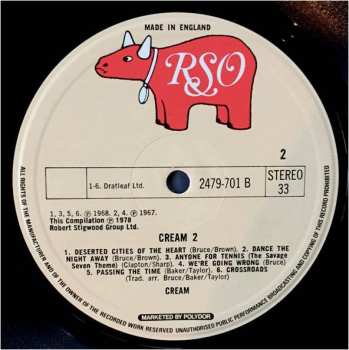 MADE IN ENGLAND
RSO
2
1-6. Dratleaf Ltd.
2479-701 B
STEREO
33
1, 3, 5, 6. Ⓟ 1968. 2, 4. Ⓟ 1967.
This Compilation Ⓟ 1978
Robert Stigwood Group Ltd.
CREAM 2
1. DESERTED CITIES OF THE HEART (Bruce/Brown). 2. DANCE THE
NIGHT AWAY (Bruce/Brown). 3. ANYONE FOR TENNIS (The Savage
Seven Theme) (Clapton/Sharp). 4. WE'RE GOING WRONG (Bruce)
5. PASSING THE TIME (Baker/Taylor) 6. CROSSROADS
(Trad. arr. Bruce/Baker/Taylor)
CREAM
ALL RIGHTS OF THE MANUFACTURER AND OF THE OWNER OF THE RECORDED WORK RESERVED UNAUTHORISED PUBLIC PERFORMANCE BROADCASTING AND COPYING OF THIS RECORD PROHIBITED
MARKETED BY POLYDOR